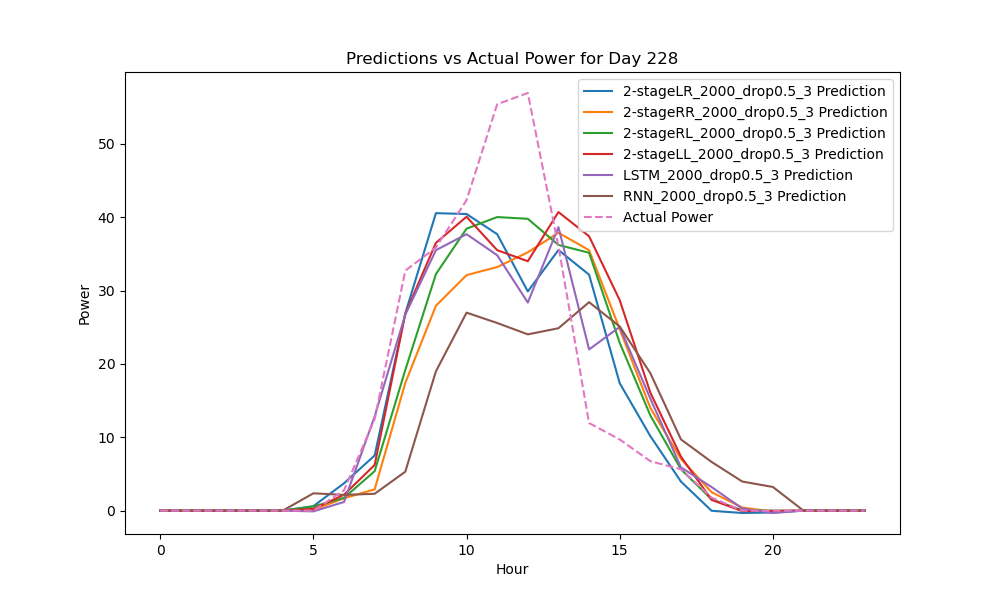 Predictions vs Actual Power for Day 228
2-stageLR_2000_drop0.5_3 Prediction
2-stageRR_2000_drop0.5_3 Prediction
2-stageRL_2000_drop0.5_3 Prediction
2-stageLL_2000_drop0.5_3 Prediction
LSTM_2000_drop0.5_3 Prediction
RNN_2000_drop0.5_3 Prediction
Actual Power
Power
50
40
30
20
10
0
0 5 10 15 20
Hour